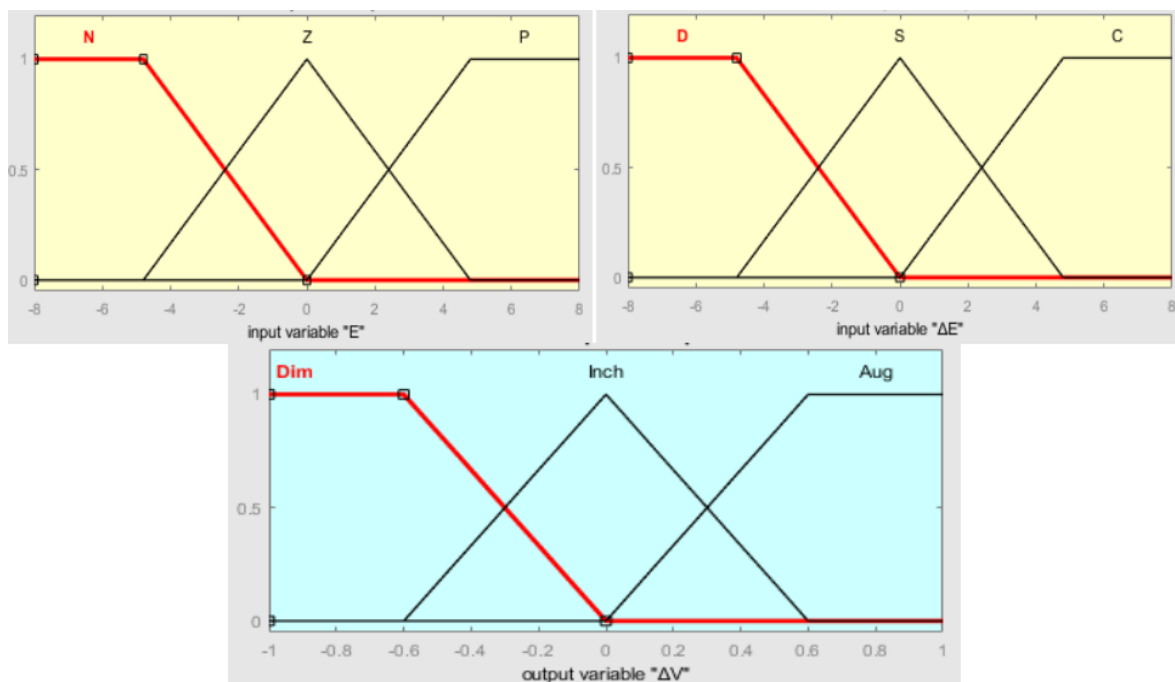 N Z P
1
0.5
0
-8 -6 -4 -2 0 2 4 6 8
input variable "E"
D S C
1
0.5
0
-8 -6 -4 -2 0 2 4 6 8
input variable "ΔE"
Dim Inch Aug
1
0.5
0
-1 -0.8 -0.6 -0.4 -0.2 0 0.2 0.4 0.6 0.8 1
output variable "ΔV"